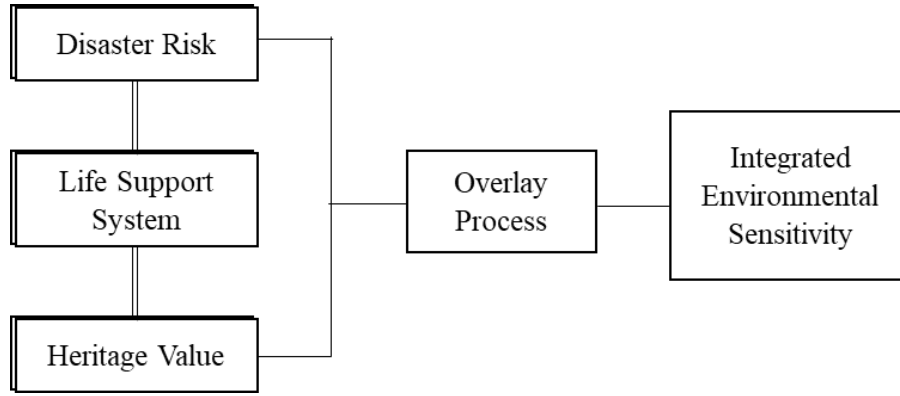 Disaster Risk
Life Support
System
Heritage Value
Overlay
Process
Integrated
Environmental
Sensitivity